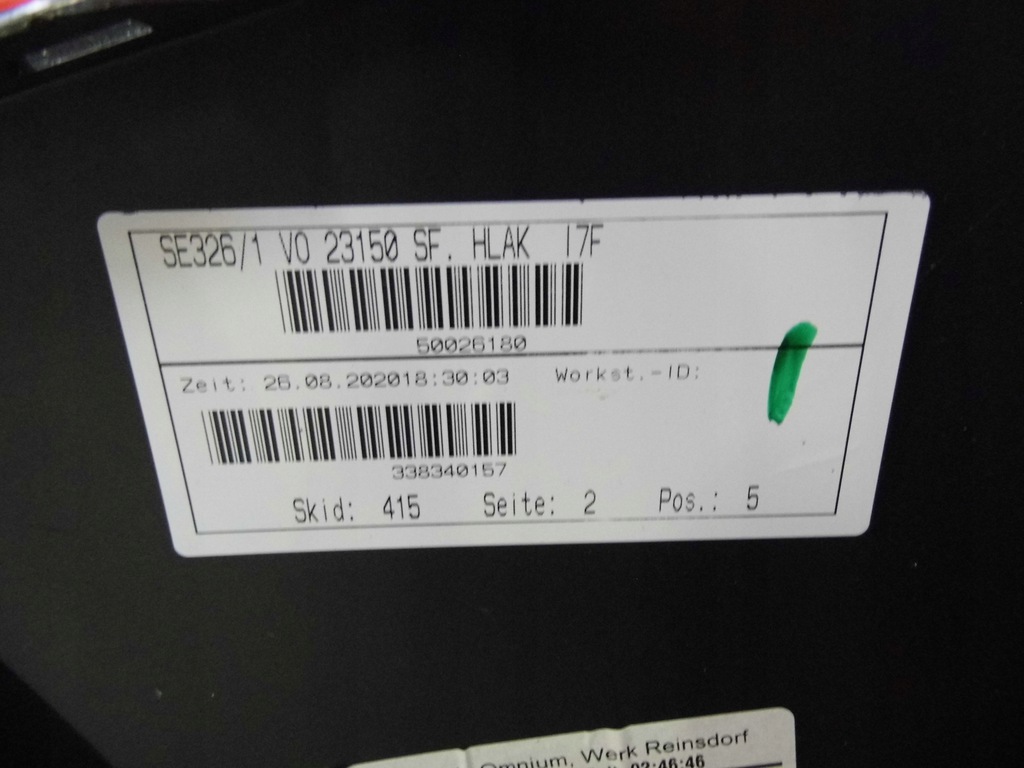 SE326/1 VO 23150 SF. HLAK I7F
50026180
Zeit: 26.08.202018:30:03 Workst.-ID:
338340157
Skid: 415 Seite: 2 Pos.: 5
Omnium, Werk Reinsdorf
02:46:46